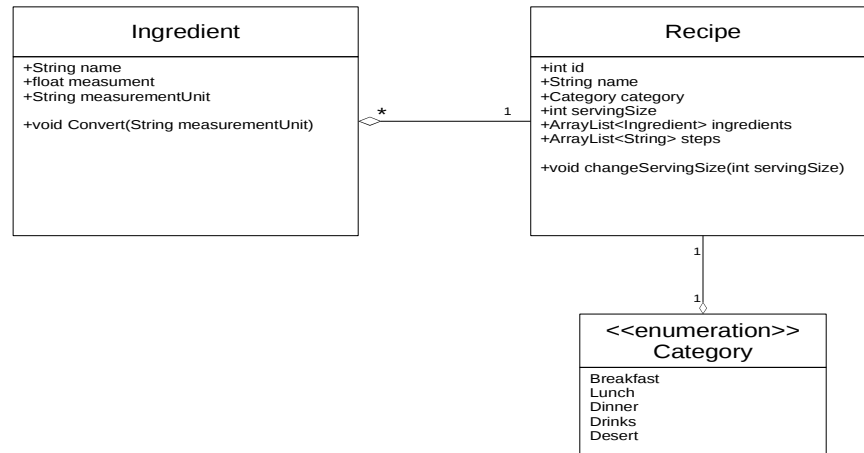 Ingredient
+String name
+float measument
+String measurementUnit
+void Convert(String measurementUnit)
* 1
Recipe
+int id
+String name
+Category category
+int servingSize
+ArrayList<Ingredient> ingredients
+ArrayList<String> steps
+void changeServingSize(int servingSize)
1
1
<<enumeration>>
Category
Breakfast
Lunch
Dinner
Drinks
Desert